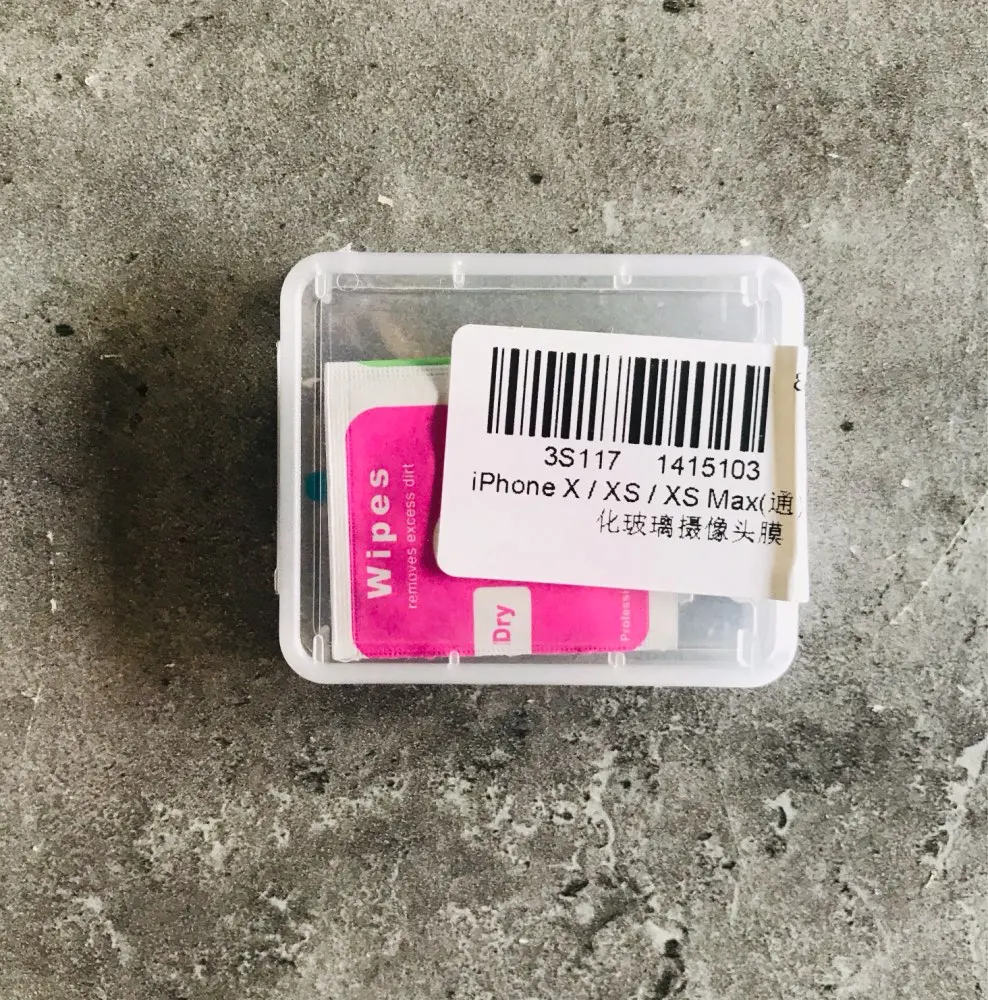 3S117 1415103
iPhone X / XS / XS Max(通
化玻璃摄像头膜
Wipes
removes excess dirt
Dry